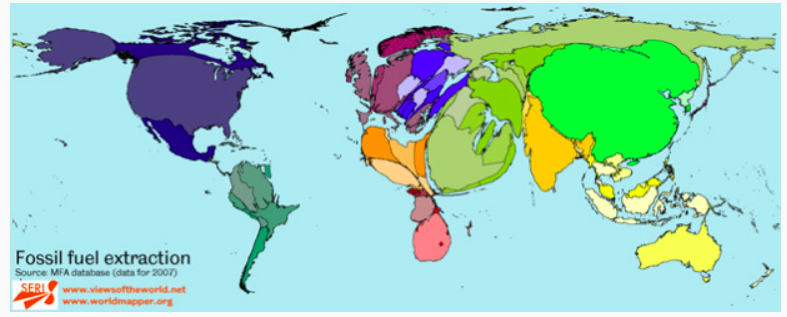 Fossil fuel extraction
Source: MFA database (data for 2007)
SERI
www.viewsoftheworld.net
www.worldmapper.org